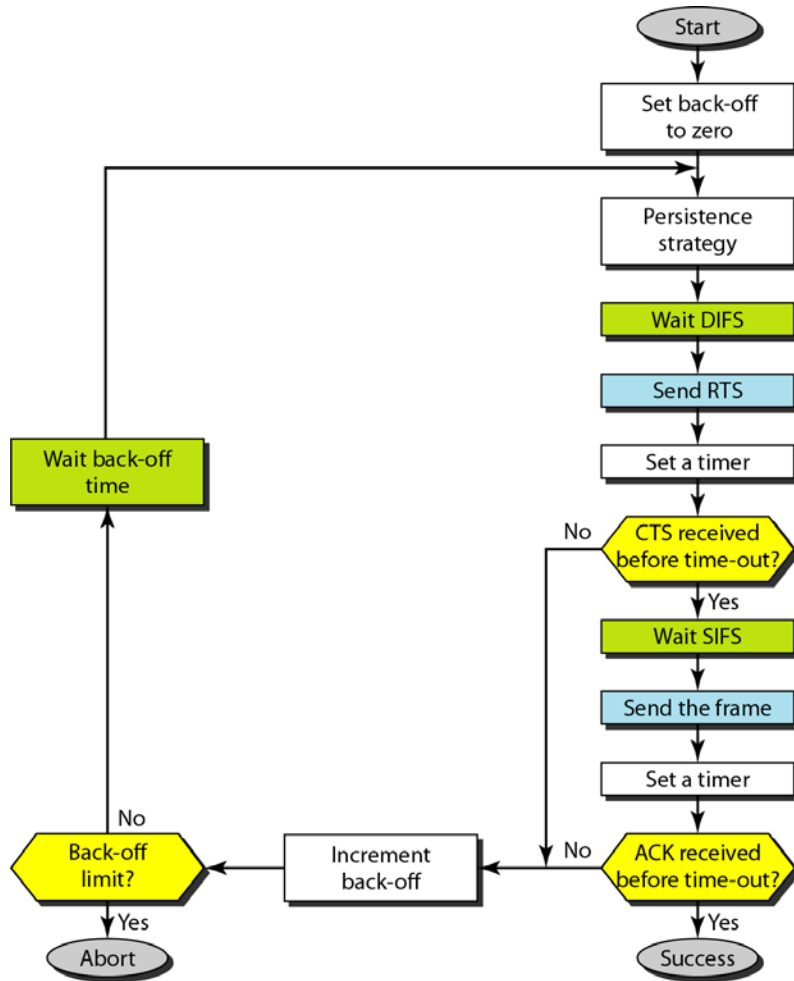 Start
Set back-off
to zero
Persistence
strategy
Wait DIFS
Send RTS
Wait back-off
time
Set a timer
No
CTS received
before time-out?
Yes
Wait SIFS
Send the frame
Set a timer
No
Back-off
limit?
Increment
back-off
No
ACK received
before time-out?
Yes
Yes
Abort
Success